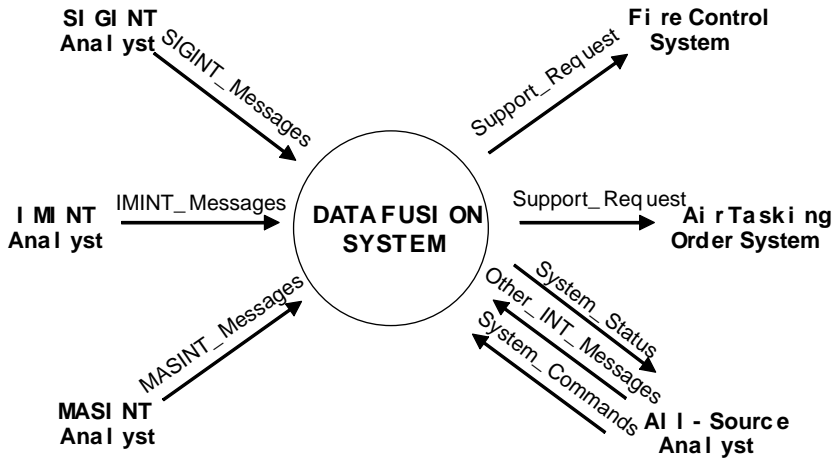 SIGINT
Analyst
SIGINT_Messages
Fire Control
System
Support_Request
IMINT
Analyst
IMINT_Messages
DATA FUSION
SYSTEM
Support_Request
Air Tasking
Order System
MASINT_Messages
MASINT
Analyst
System_Status
Other_INT_Messages
System_Commands
All-Source
Analyst